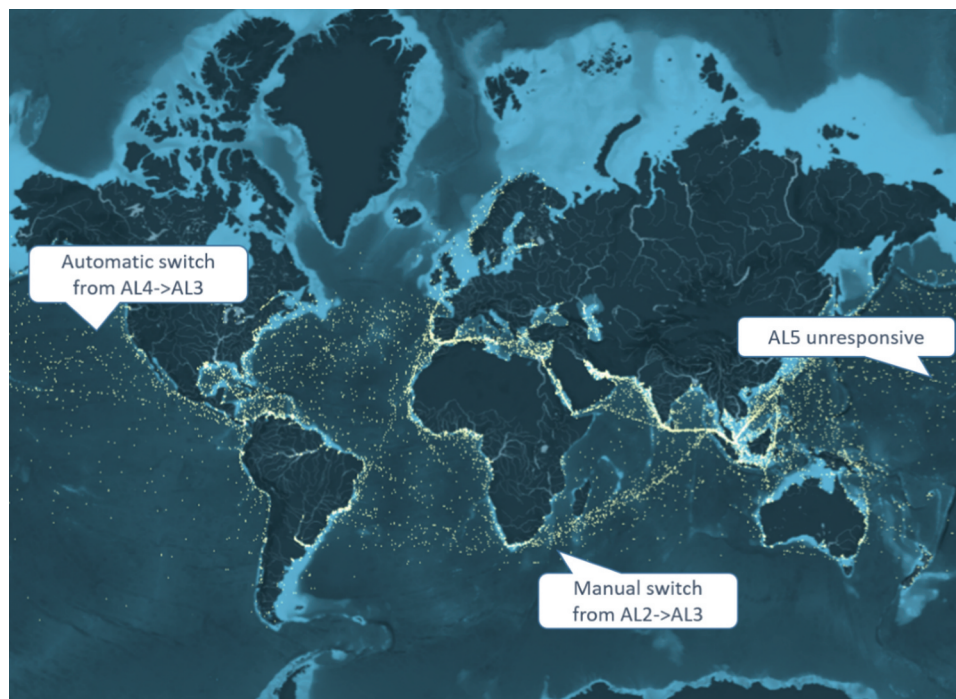 Automatic switch
from AL4->AL3
AL5 unresponsive
Manual switch
from AL2->AL3